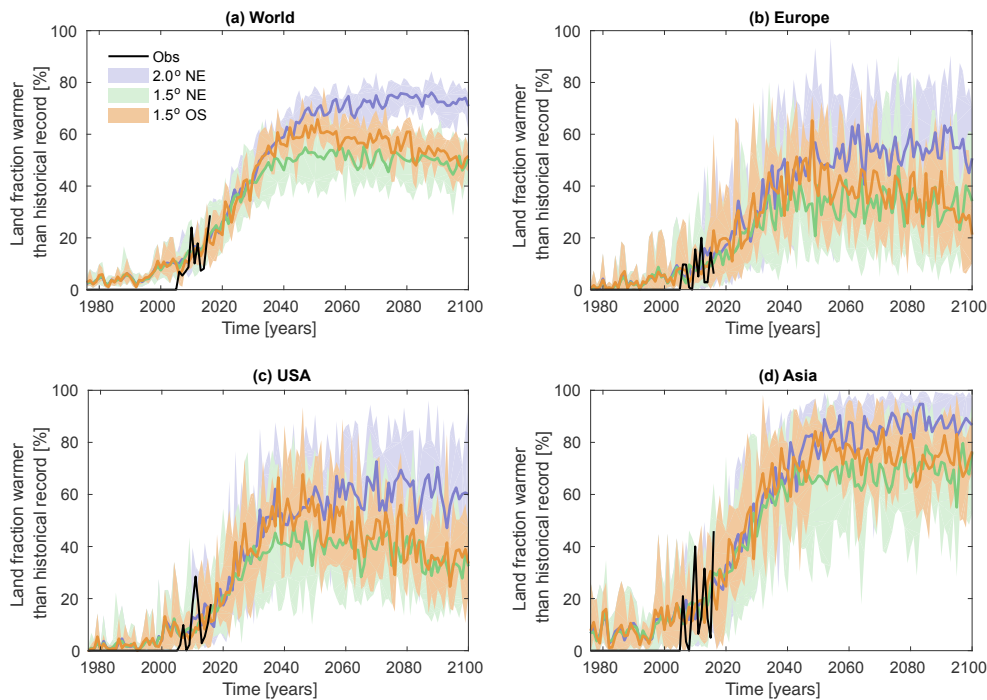 (a) World
100
80
60
40
20
0
1980 2000 2020 2040 2060 2080 2100
Time [years]
Land fraction warmer
than historical record [%]
Obs
2.0° NE
1.5° NE
1.5° OS
(b) Europe
100
80
60
40
20
0
1980 2000 2020 2040 2060 2080 2100
Time [years]
Land fraction warmer
than historical record [%]
(c) USA
100
80
60
40
20
0
1980 2000 2020 2040 2060 2080 2100
Time [years]
Land fraction warmer
than historical record [%]
(d) Asia
100
80
60
40
20
0
1980 2000 2020 2040 2060 2080 2100
Time [years]
Land fraction warmer
than historical record [%]